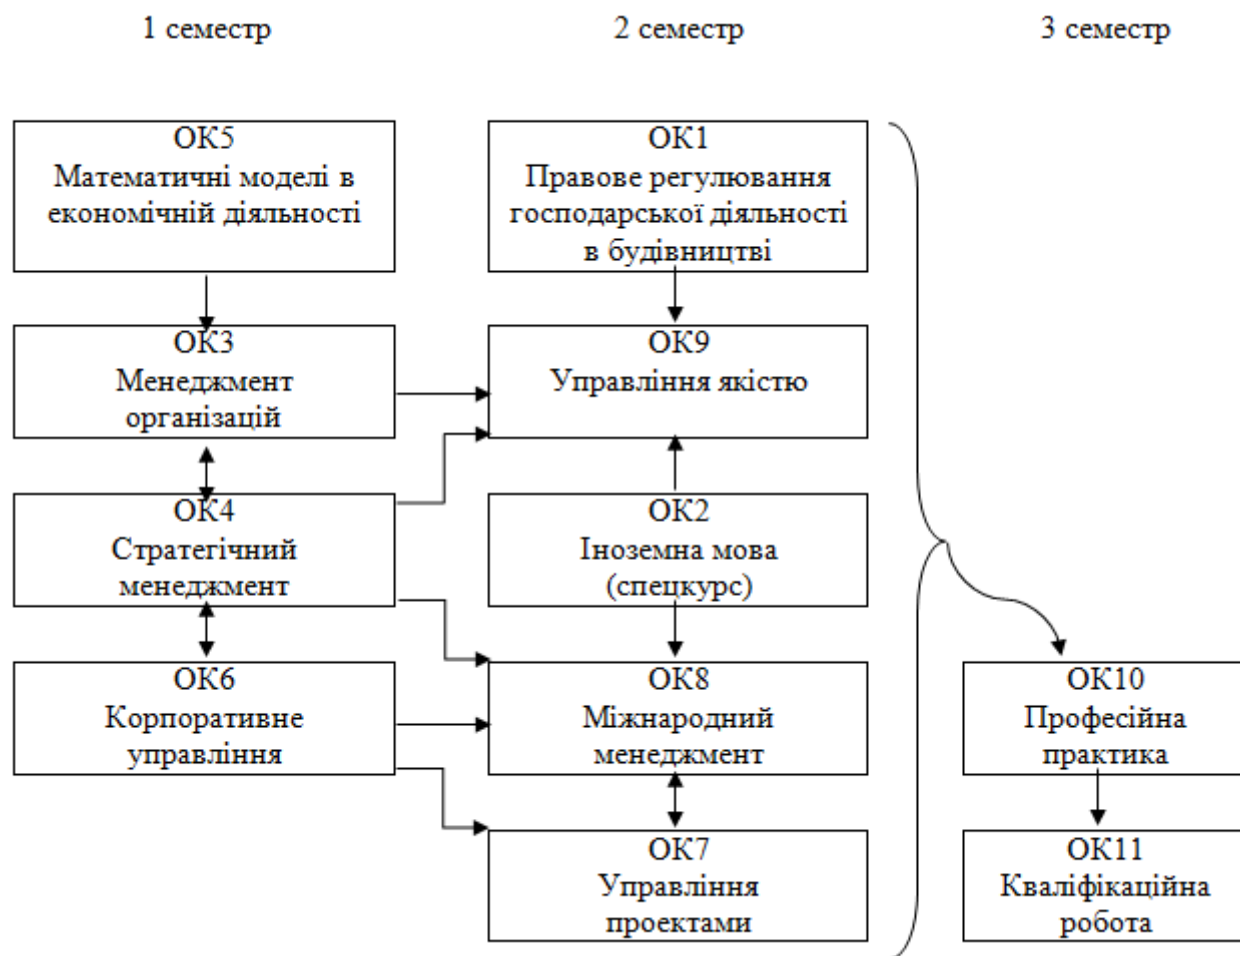 1 семестр
2 семестр
3 семестр
ОК5
Математичні моделі в
економічній діяльності
ОК3
Менеджмент
організацій
ОК4
Стратегічний
менеджмент
ОК6
Корпоративне
управління
ОК1
Правове регулювання
господарської діяльності
в будівництві
ОК9
Управління якістю
ОК2
Іноземна мова
(спецкурс)
ОК8
Міжнародний
менеджмент
ОК7
Управління
проектами
ОК10
Професійна
практика
ОК11
Кваліфікаційна
робота